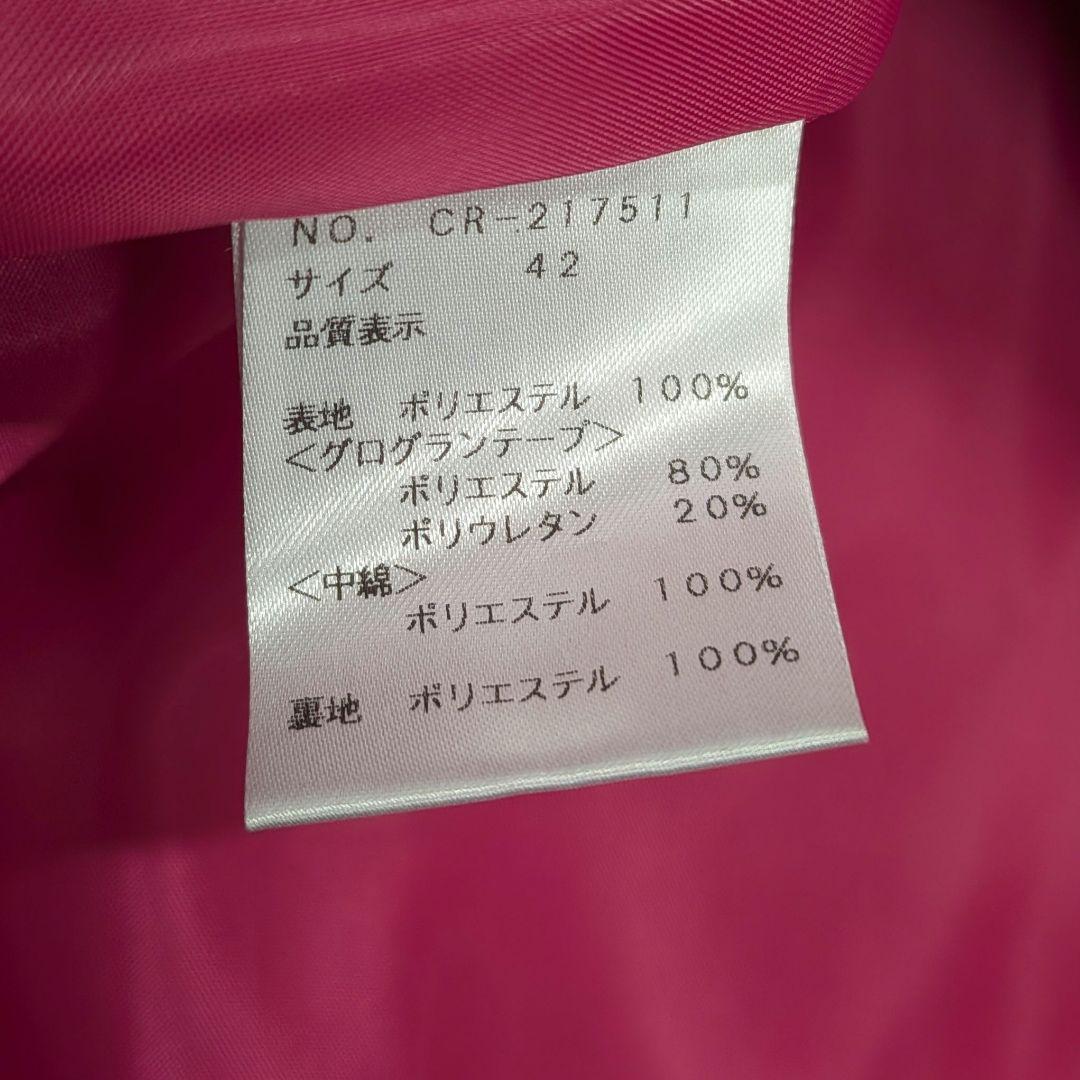 NO. CR-217511
サイズ 42
品質表示
表地 ポリエステル 100%
<グログランテープ>
ポリエステル 80%
ポリウレタン 20%
<中綿>
ポリエステル 100%
裏地 ポリエステル 100%